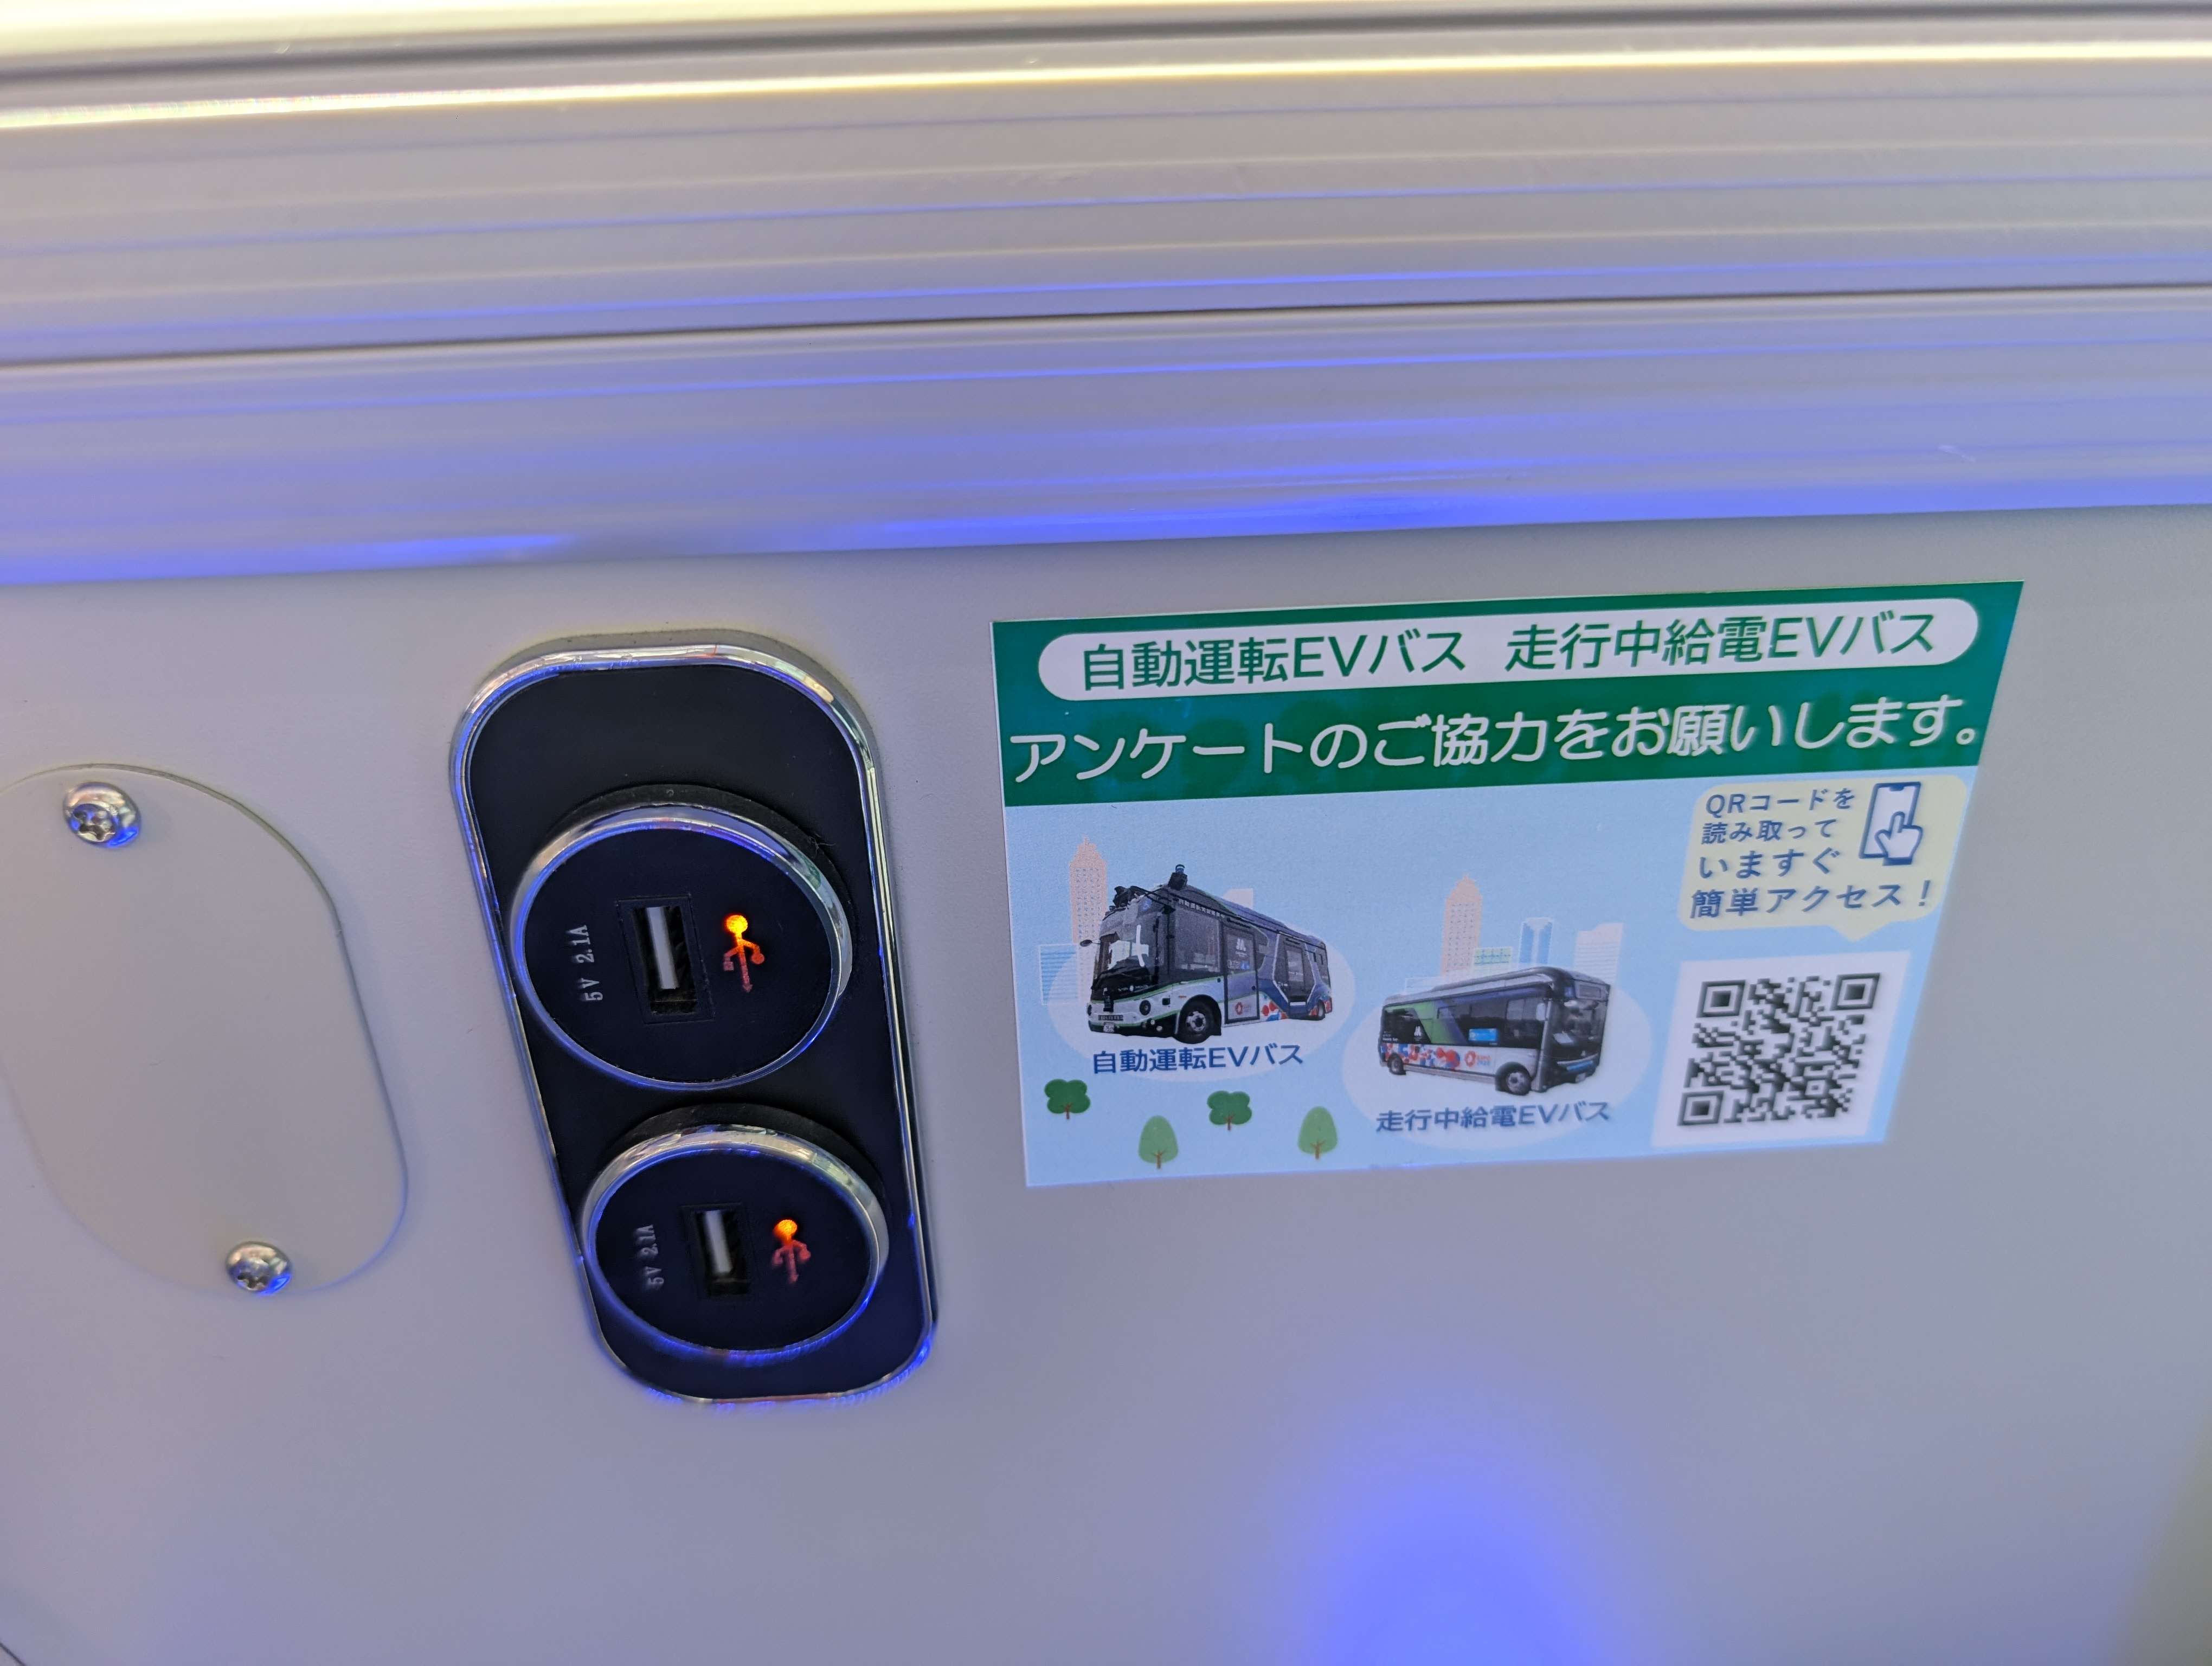 5V 2.1A
5V 2.1A
自動運転EVバス 走行中給電EVバス
アンケートのご協力をお願いします。
QRコードを
読み取って
いますぐ
簡単アクセス！
自動運転EVバス
走行中給電EVバス